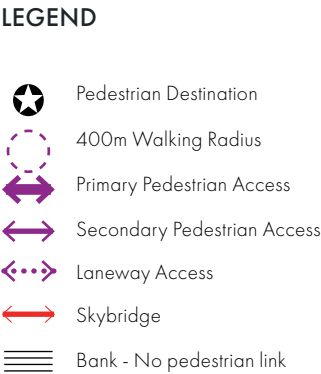 LEGEND
Pedestrian Destination
400m Walking Radius
Primary Pedestrian Access
Secondary Pedestrian Access
Laneway Access
Skybridge
Bank - No pedestrian link